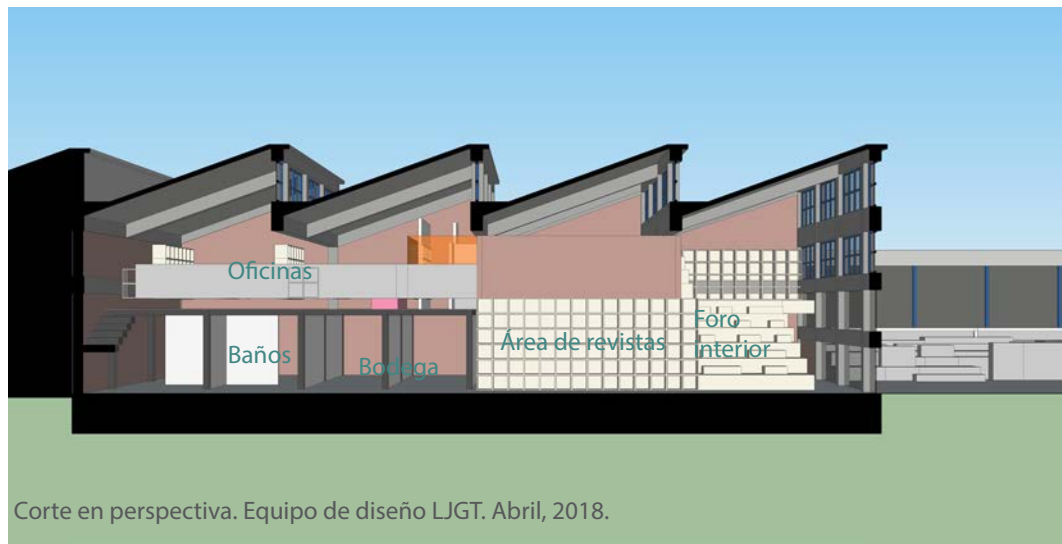 Oficinas
Baños
Bodega
Área de revistas
Foro
Interior
Corte en perspectiva. Equipo de diseño LJGT. Abril, 2018.